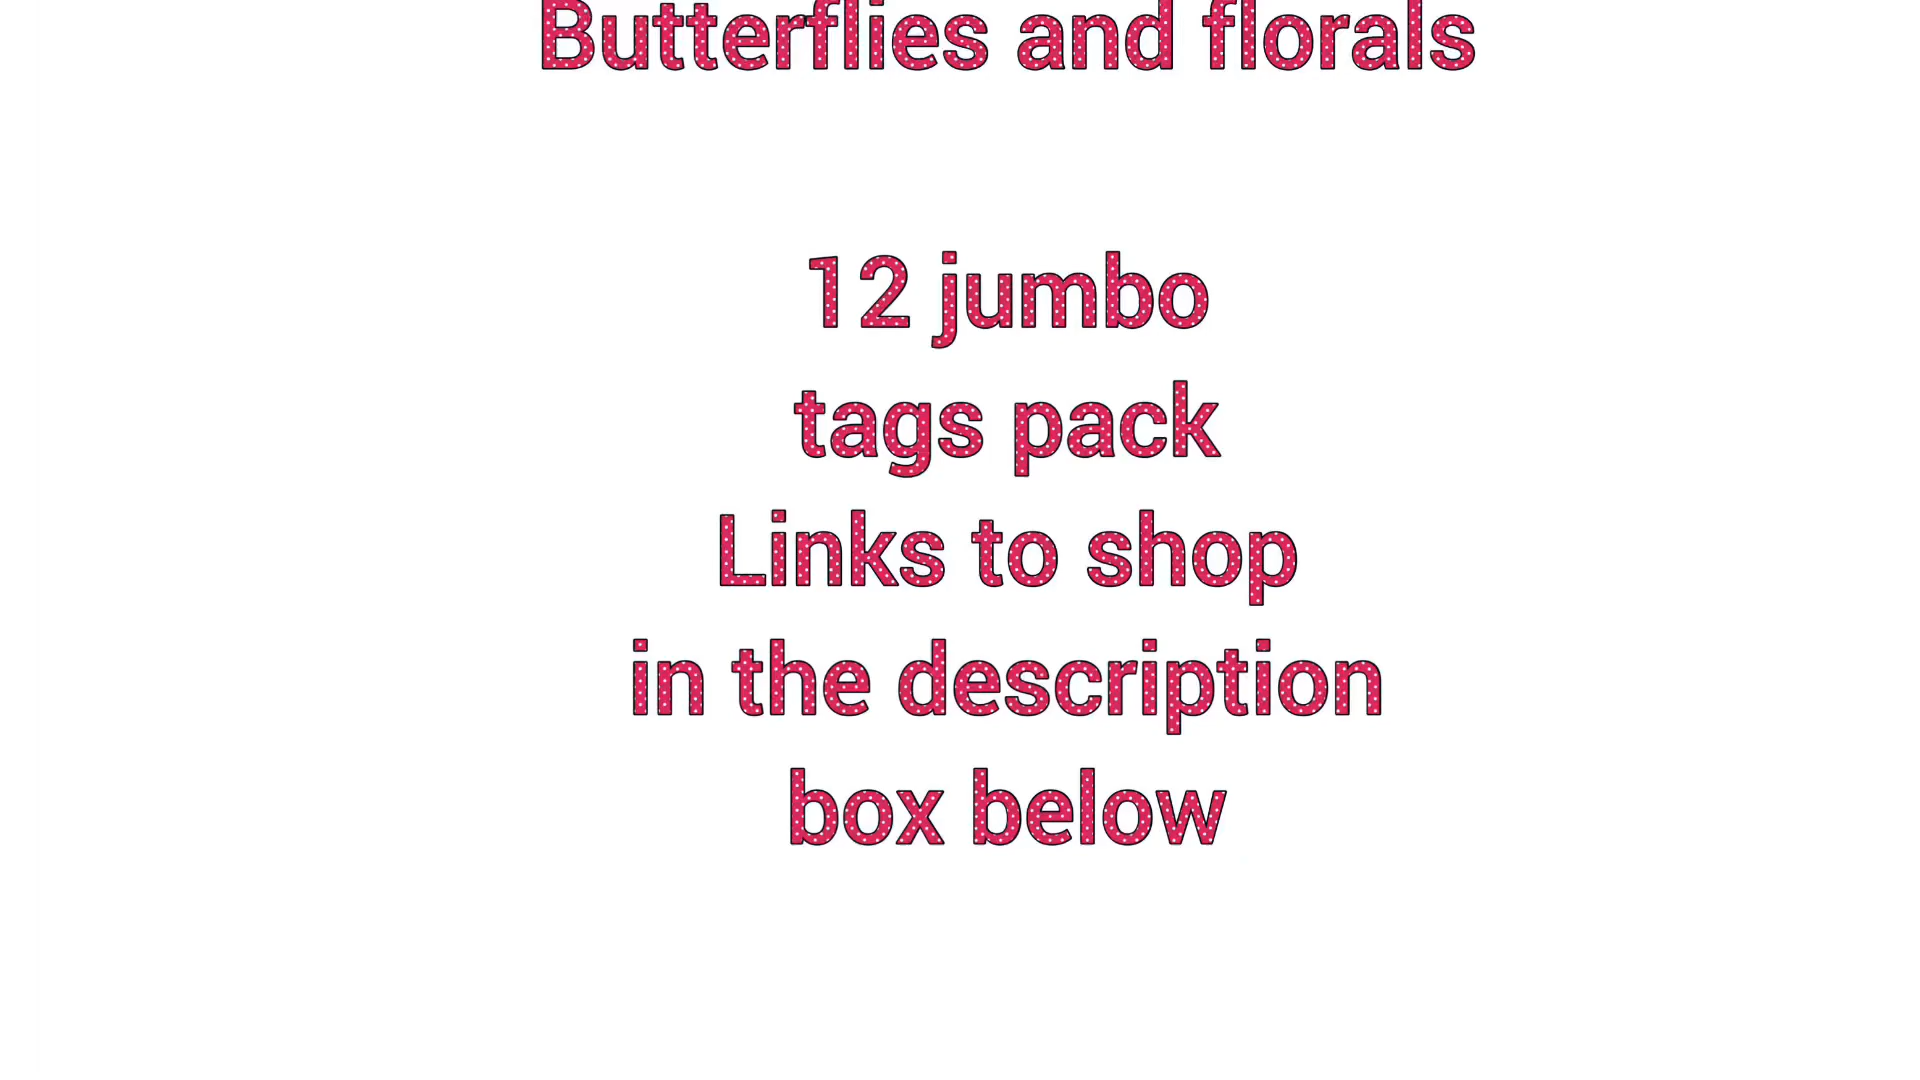 Butterflies and florals
12 jumbo
tags pack
Links to shop
in the description
box below